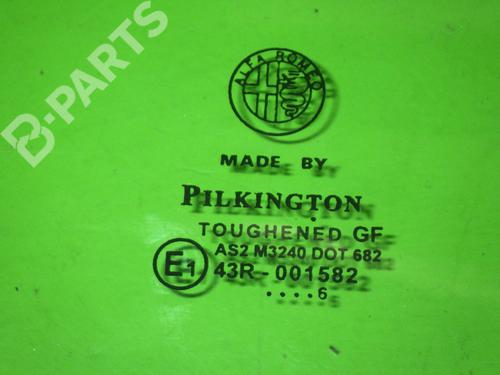 B-PARTS
ALFA ROMEO
MADE BY
PILKINGTON
TOUGHENED GF
AS2 M3240 DOT 682
E1 43R-001582
....6